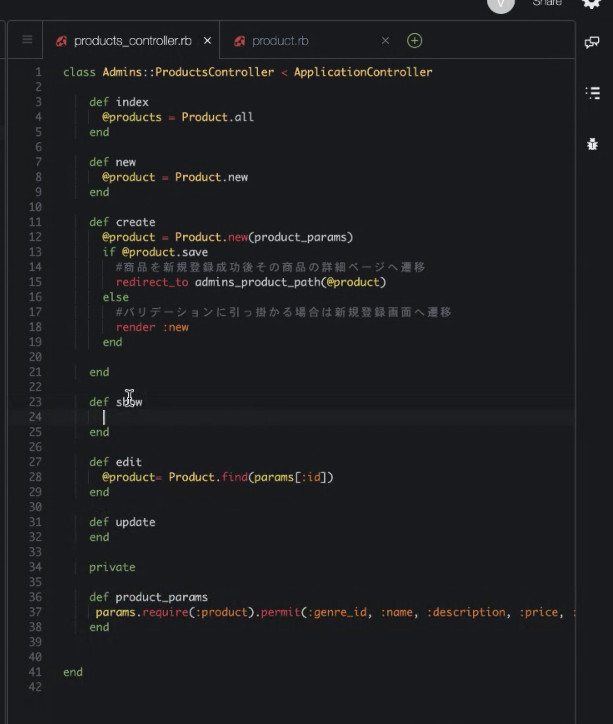 Share
products_controller.rb ×
product.rb ×
1 class Admins::ProductsController < ApplicationController
2
3 def index
4 @products = Product.all
5 end
6
7 def new
8 @product = Product.new
9 end
10
11 def create
12 @product = Product.new(product_params)
13 if @product.save
14 #商品を新規登録成功後その商品の詳細ページへ遷移
15 redirect_to admins_product_path(@product)
16 else
17 #バリデーションに引っ掛かる場合は新規登録画面へ遷移
18 render :new
19 end
20
21 end
22
23 def show
24
25 end
26
27 def edit
28 @product= Product.find(params[:id])
29 end
30
31 def update
32 end
33
34 private
35
36 def product_params
37 params.require(:product).permit(:genre_id, :name, :description, :price, :
38 end
39
40
41 end
42